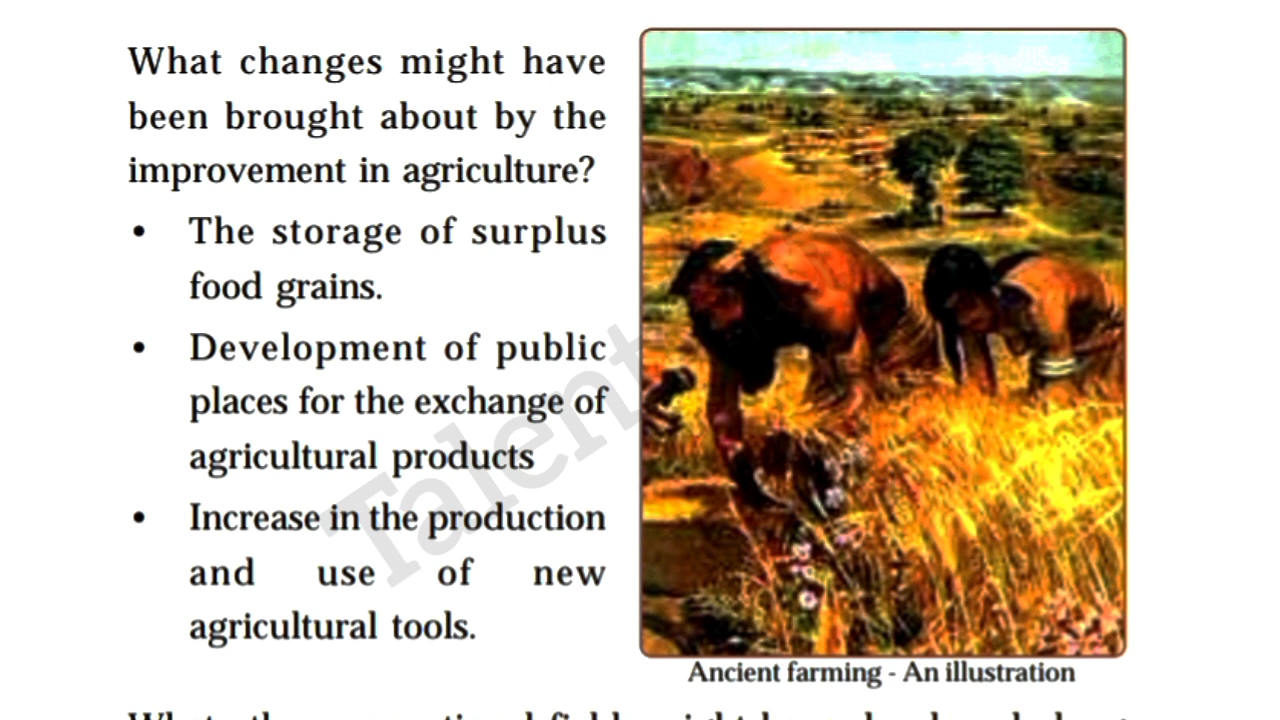 What changes might have
been brought about by the
improvement in agriculture?
• The storage of surplus
food grains.
• Development of public
places for the exchange of
agricultural products
• Increase in the production
and use of new
agricultural tools.
Talent
Ancient farming - An illustration